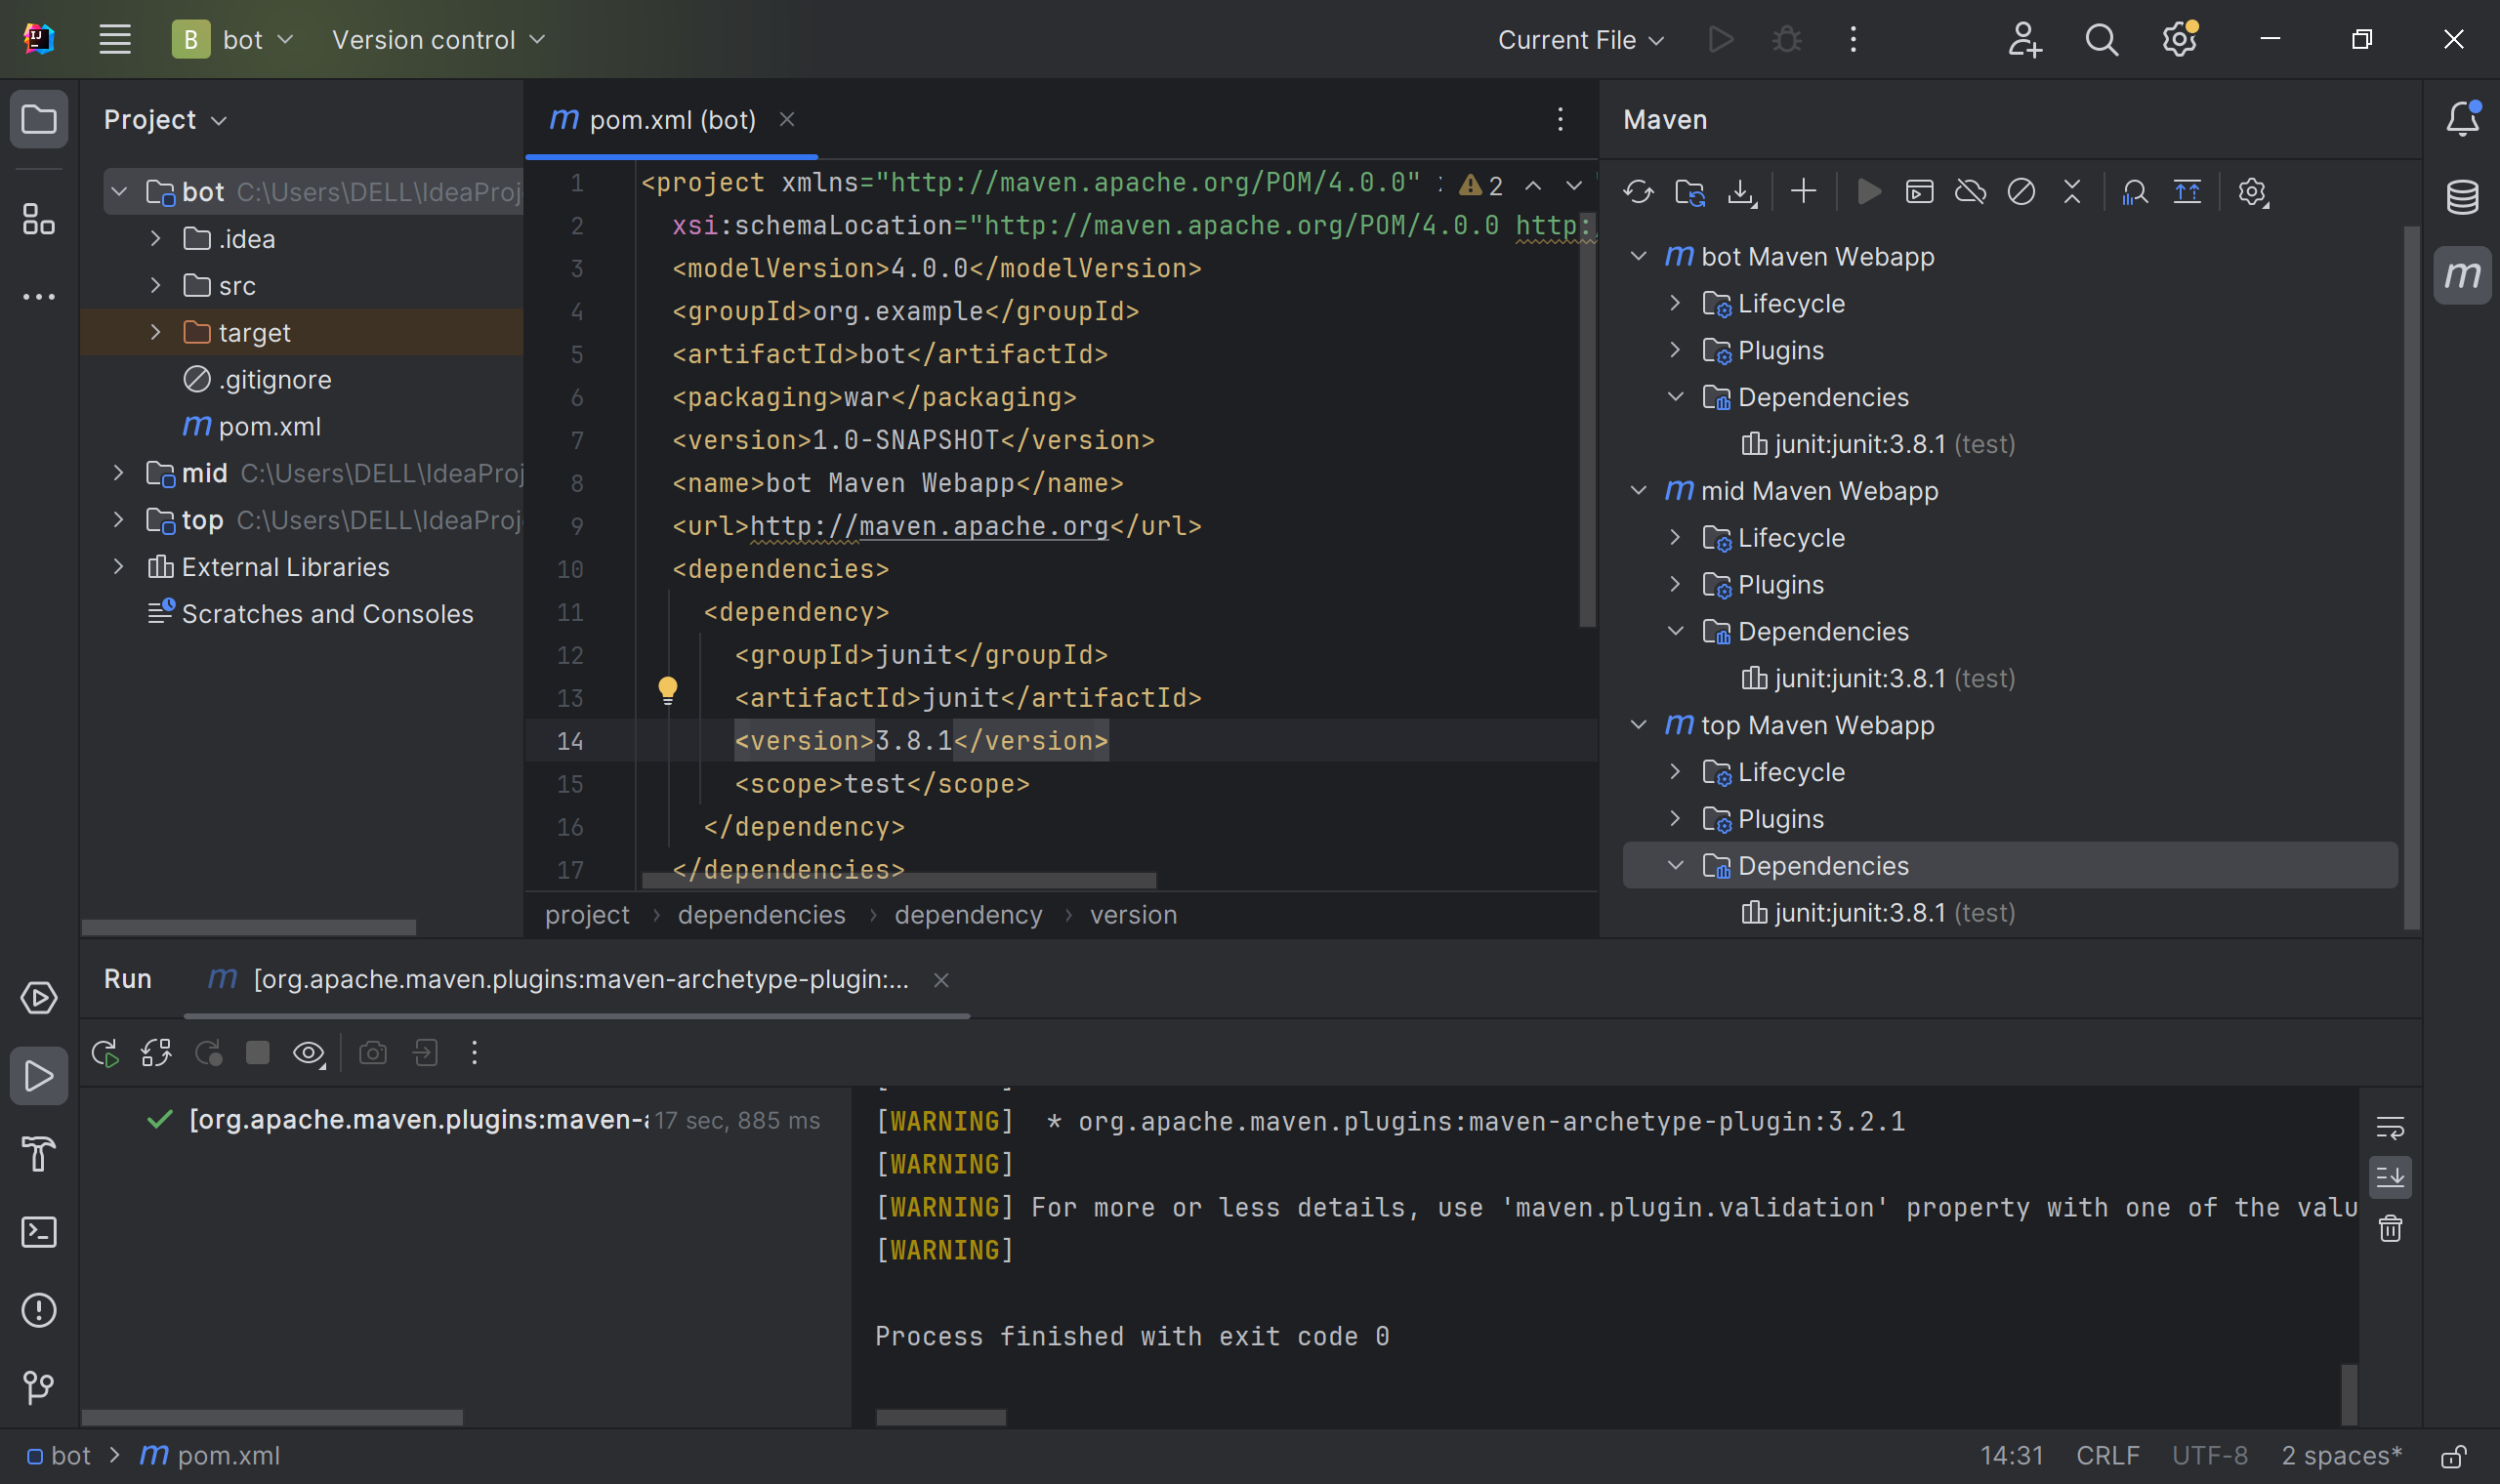 B bot Version control Current File
Project
bot C:\Users\DELL\IdeaProj
.idea
src
target
.gitignore
pom.xml
mid C:\Users\DELL\IdeaProj
top C:\Users\DELL\IdeaProj
External Libraries
Scratches and Consoles
pom.xml (bot)
2
1 <project xmlns="http://maven.apache.org/POM/4.0.0"
2 xsi:schemaLocation="http://maven.apache.org/POM/4.0.0 http:
3 <modelVersion>4.0.0</modelVersion>
4 <groupId>org.example</groupId>
5 <artifactId>bot</artifactId>
6 <packaging>war</packaging>
7 <version>1.0-SNAPSHOT</version>
8 <name>bot Maven Webapp</name>
9 <url>http://maven.apache.org</url>
10 <dependencies>
11 <dependency>
12 <groupId>junit</groupId>
13 <artifactId>junit</artifactId>
14 <version>3.8.1</version>
15 <scope>test</scope>
16 </dependency>
17 </dependencies>
project › dependencies › dependency › version
Maven
bot Maven Webapp
Lifecycle
Plugins
Dependencies
junit:junit:3.8.1 (test)
mid Maven Webapp
Lifecycle
Plugins
Dependencies
junit:junit:3.8.1 (test)
top Maven Webapp
Lifecycle
Plugins
Dependencies
junit:junit:3.8.1 (test)
Run [org.apache.maven.plugins:maven-archetype-plugin:...
[org.apache.maven.plugins:maven- 17 sec, 885 ms
[WARNING] * org.apache.maven.plugins:maven-archetype-plugin:3.2.1
[WARNING]
[WARNING] For more or less details, use 'maven.plugin.validation' property with one of the valu
[WARNING]
Process finished with exit code 0
bot > pom.xml 14:31 CRLF UTF-8 2 spaces*